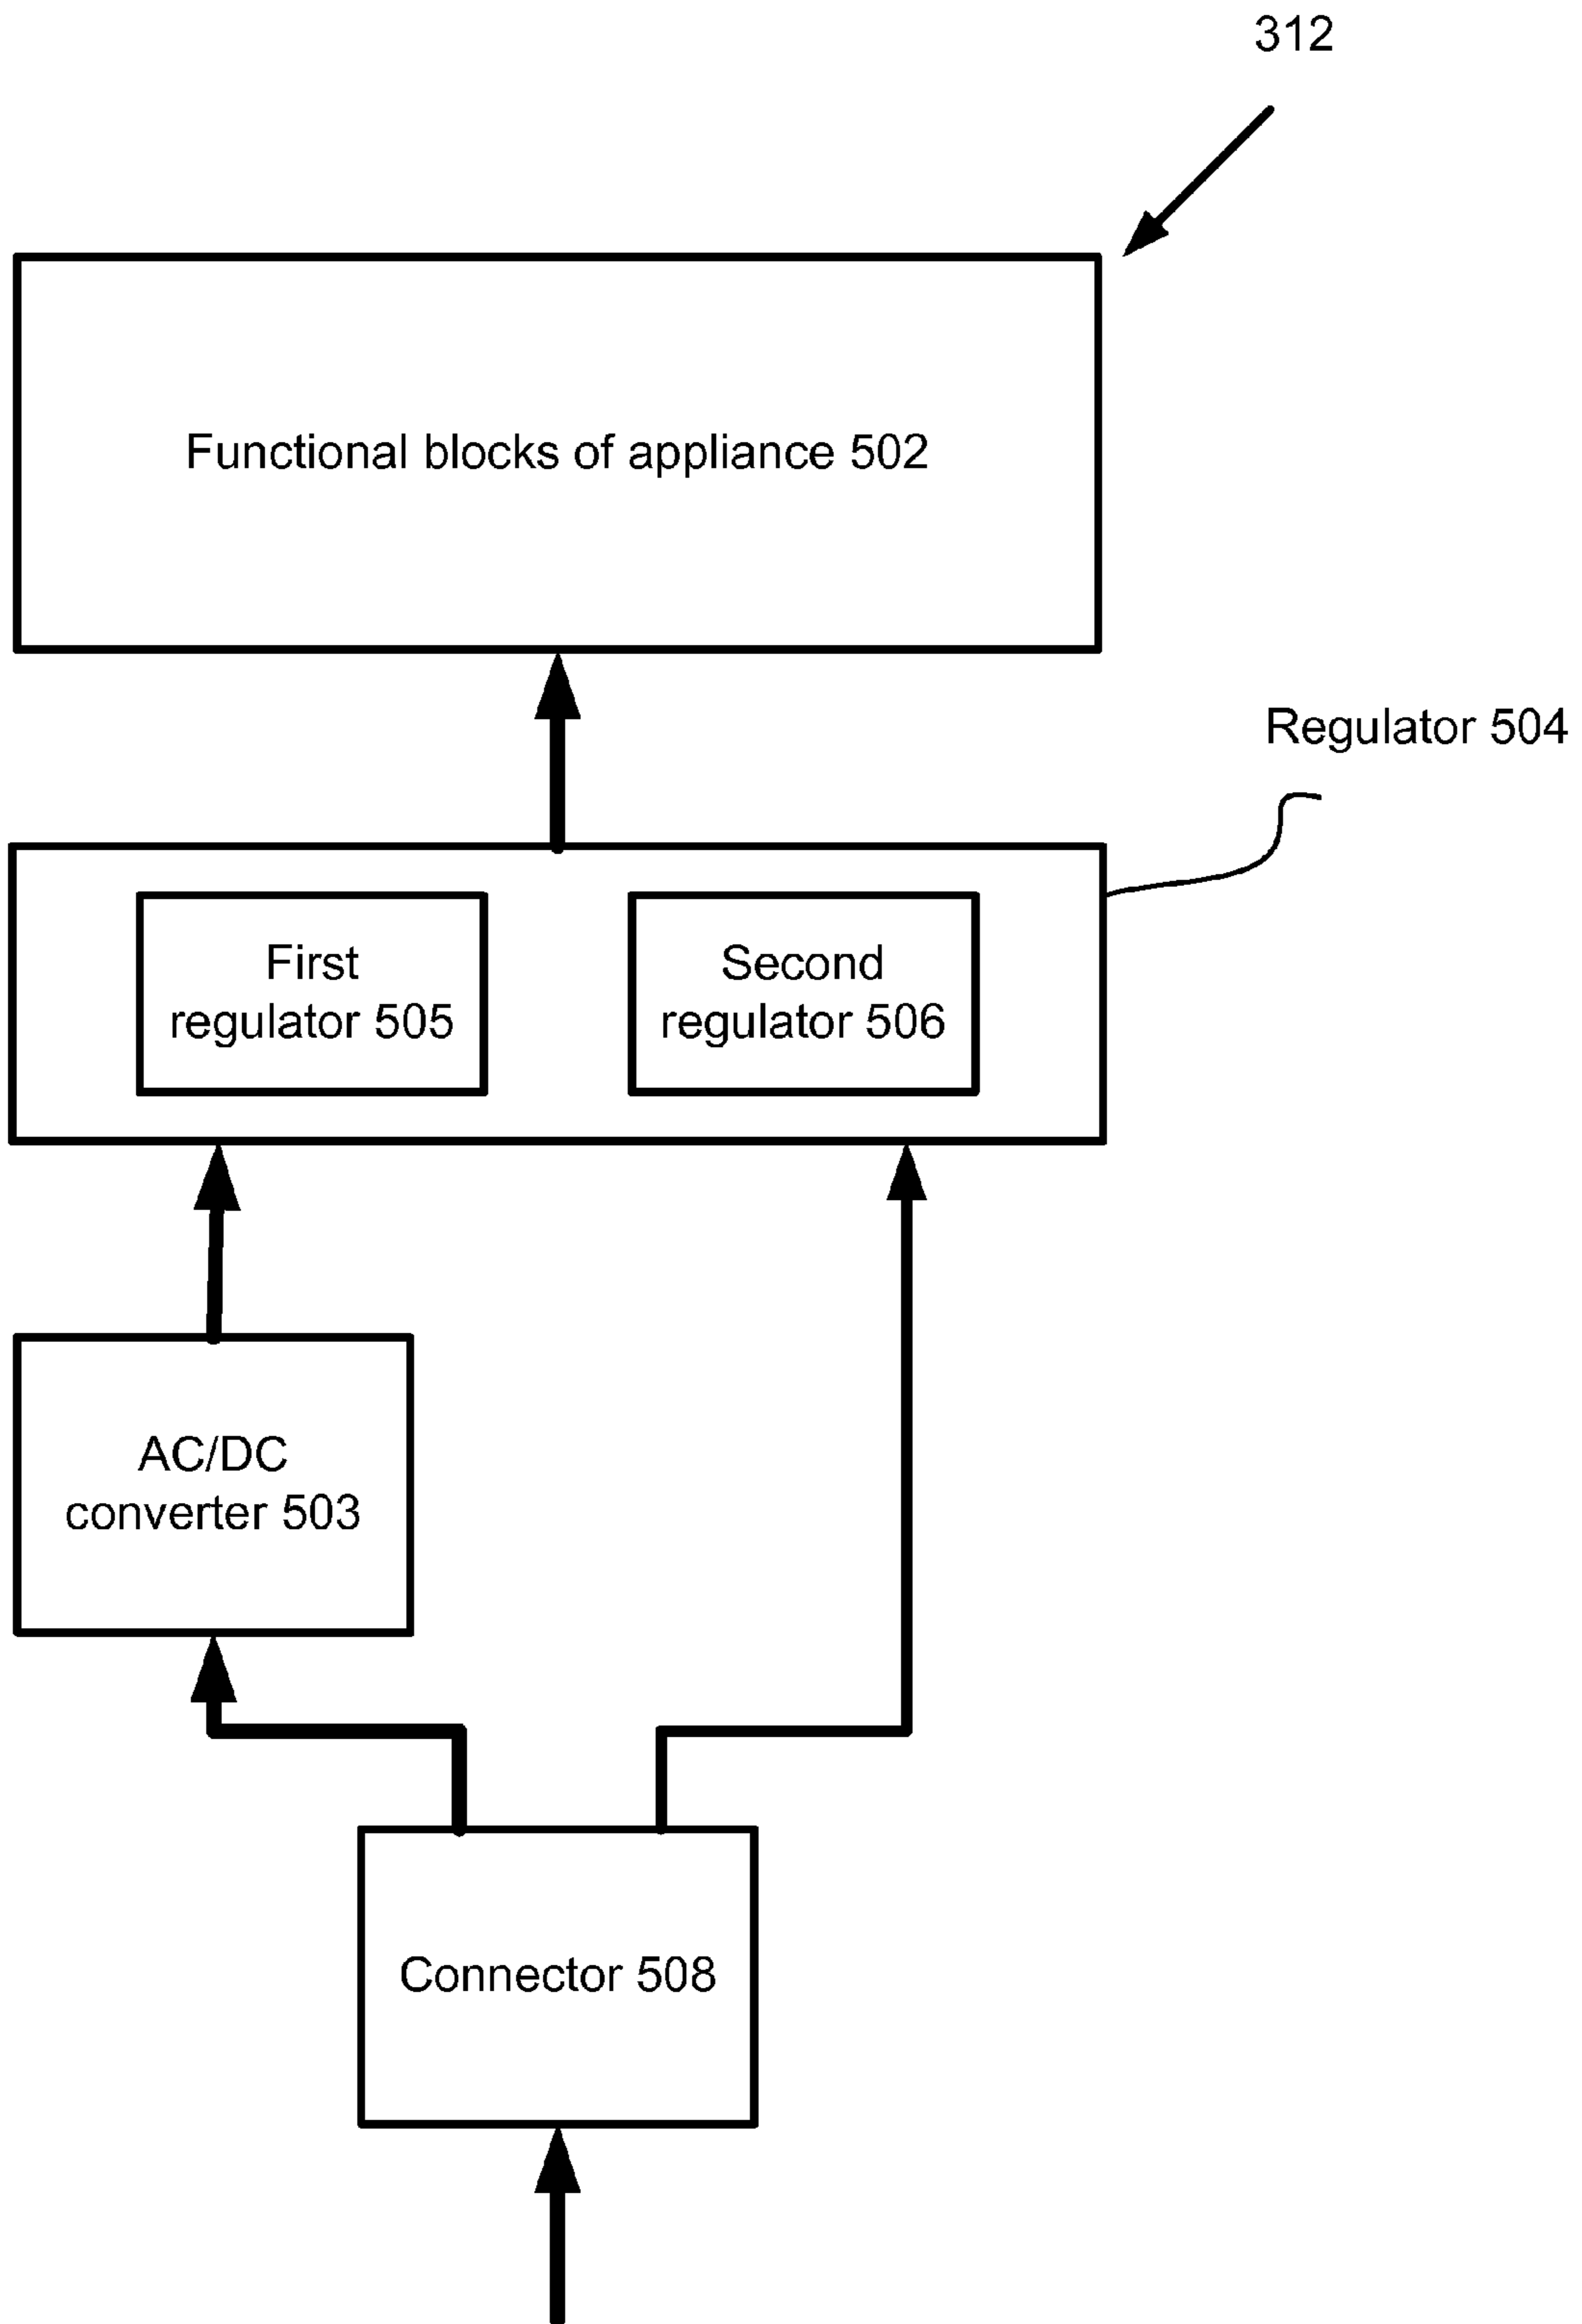 312
Functional blocks of appliance 502
Regulator 504
First
regulator 505
Second
regulator 506
AC/DC
converter 503
Connector 508